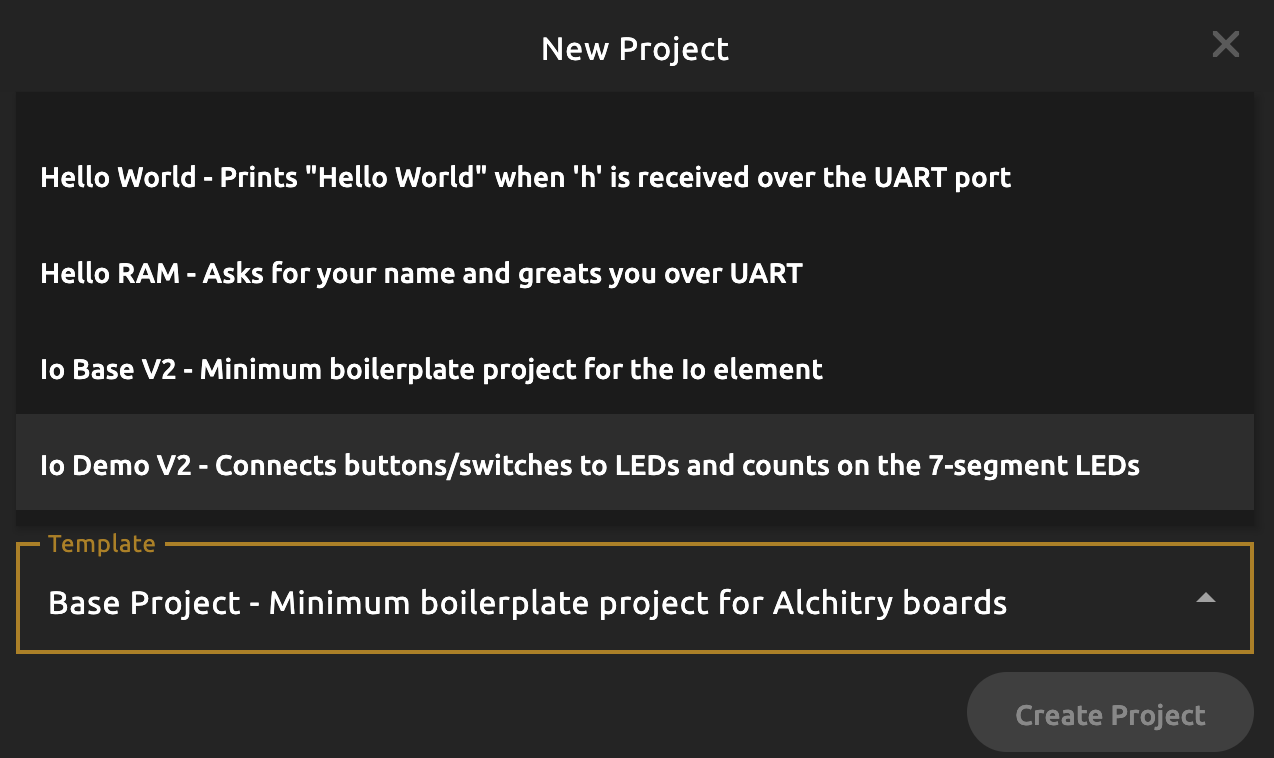 New Project
Hello World - Prints "Hello World" when 'h' is received over the UART port
Hello RAM - Asks for your name and greats you over UART
Io Base V2 - Minimum boilerplate project for the Io element
Io Demo V2 - Connects buttons/switches to LEDs and counts on the 7-segment LEDs
Template
Base Project - Minimum boilerplate project for Alchitry boards
Create Project